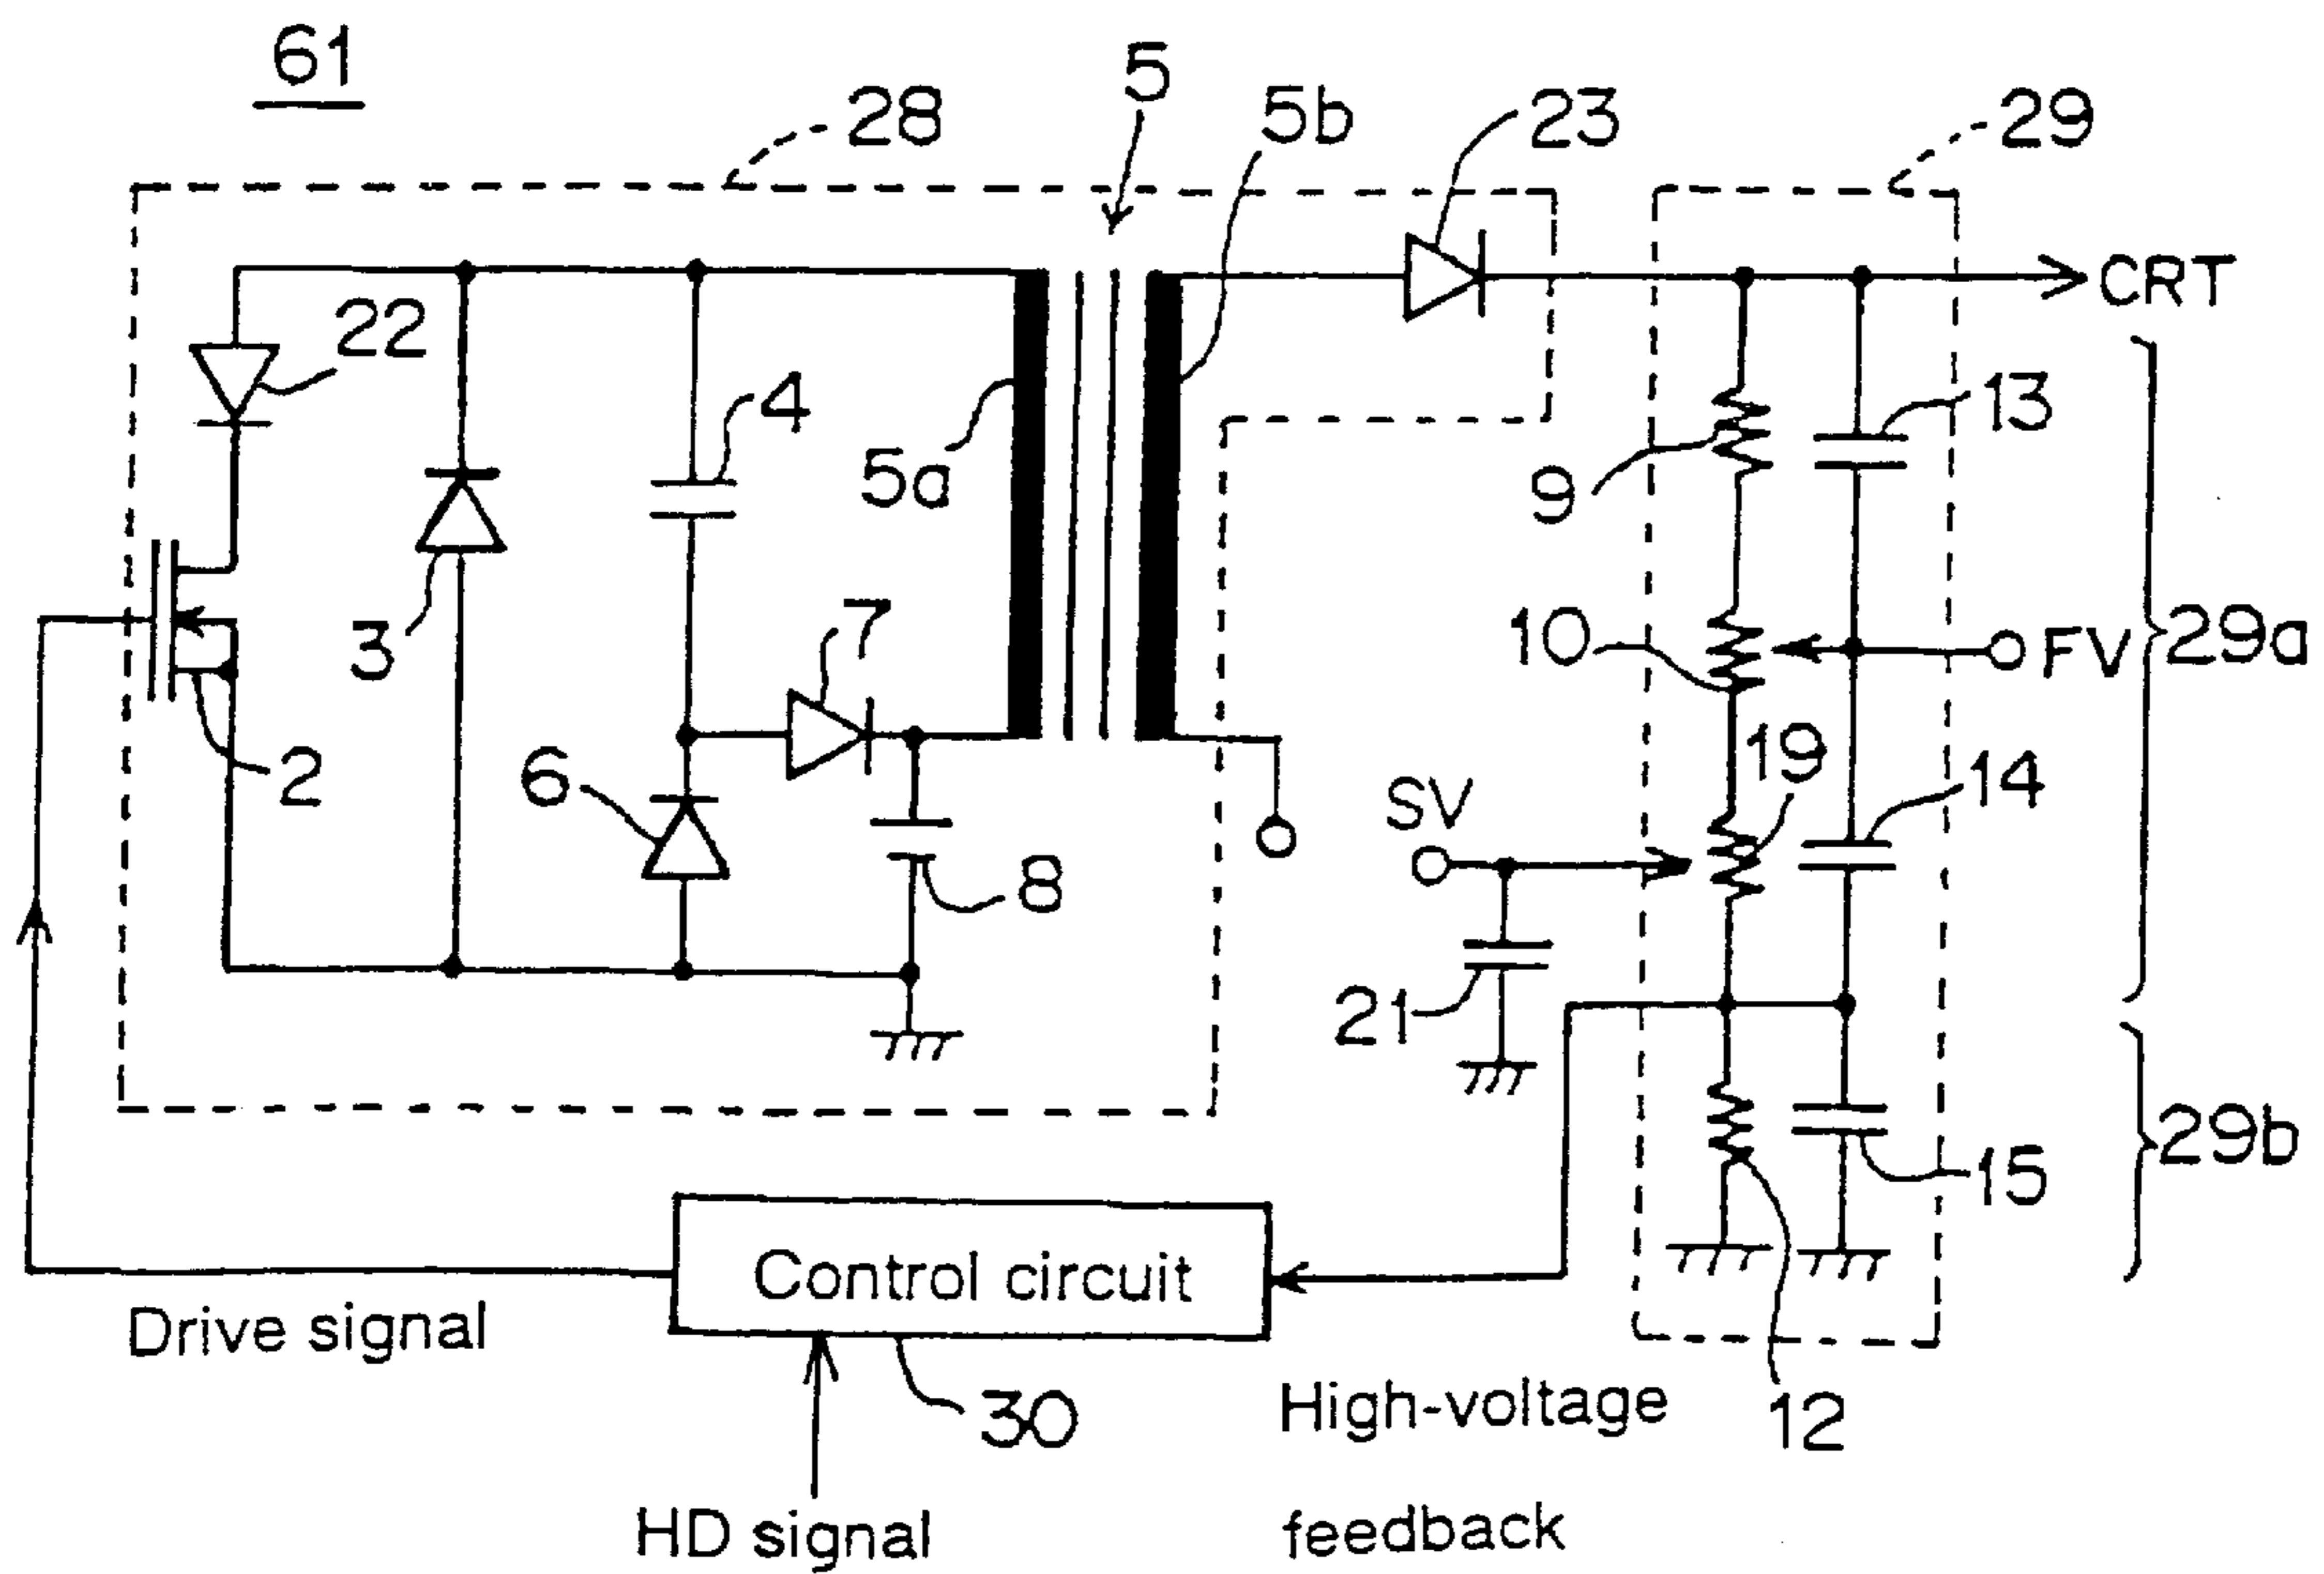 61
28
5
5b
23
29
CRT
22
4
13
5a
9
3
7
10
FV
29a
2
6
19
SV
14
8
21
29b
15
Control circuit
Drive signal
30
High-voltage
12
HD signal
feedback